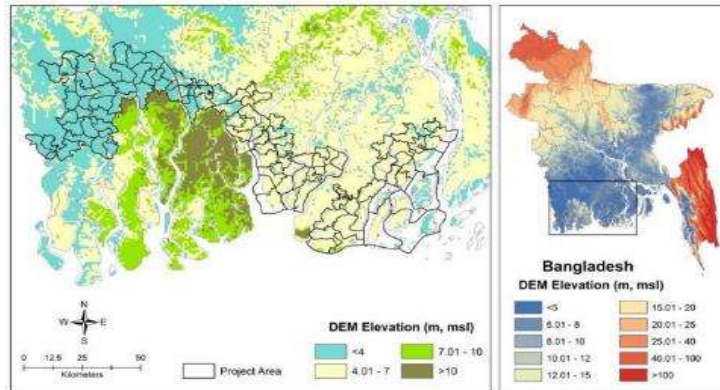 N
W E
S
0 12.5 25 50
Kilometers
Project Area
DEM Elevation (m, msl)
<4
4.01 - 7
7.01 - 10
>10
Bangladesh
DEM Elevation (m, msl)
<5
5.01 - 8
8.01 - 10
10.01 - 12
12.01 - 15
15.01 - 20
20.01 - 25
25.01 - 40
40.01 - 100
>100